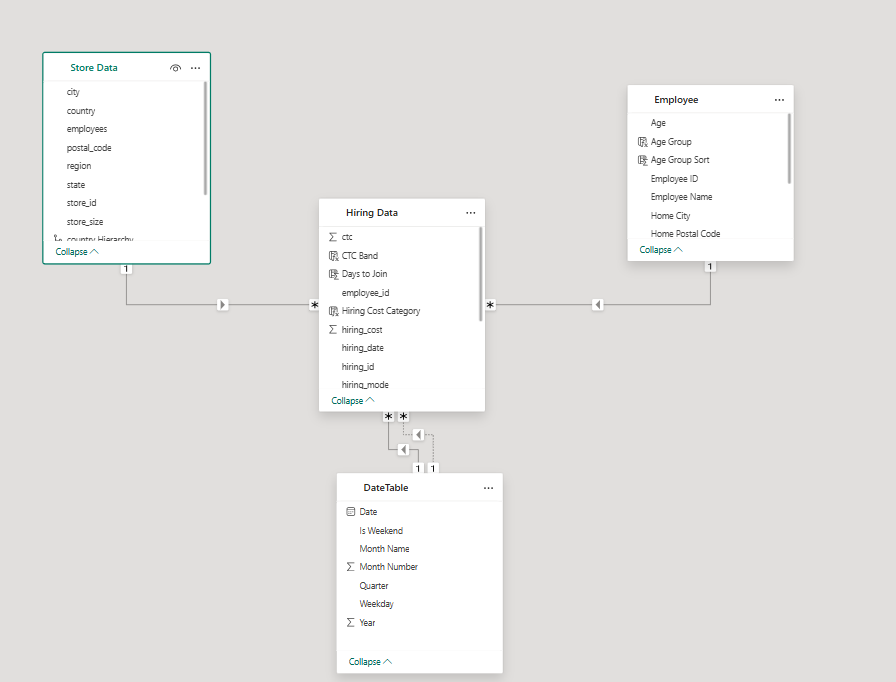 Store Data
city
country
employees
postal_code
region
state
store_id
store_size
country Hierarchy
Collapse
1
*
Hiring Data
ctc
CTC Band
Days to Join
employee_id
Hiring Cost Category
hiring_cost
hiring_date
hiring_id
hiring_mode
Collapse
* *
1 1
Employee
Age
Age Group
Age Group Sort
Employee ID
Employee Name
Home City
Home Postal Code
Collapse
1
*
DateTable
Date
Is Weekend
Month Name
Month Number
Quarter
Weekday
Year
Collapse